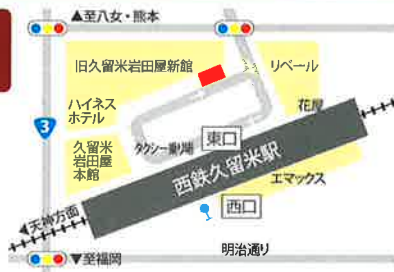 ▲至八女・熊本
旧久留米岩田屋新館
リベール
ハイネス
ホテル
花屋
3
久留米
岩田屋
本館
タクシー乗り場
東口
西鉄久留米駅
エマックス
西口
◀天神方面
明治通り
▼至福岡